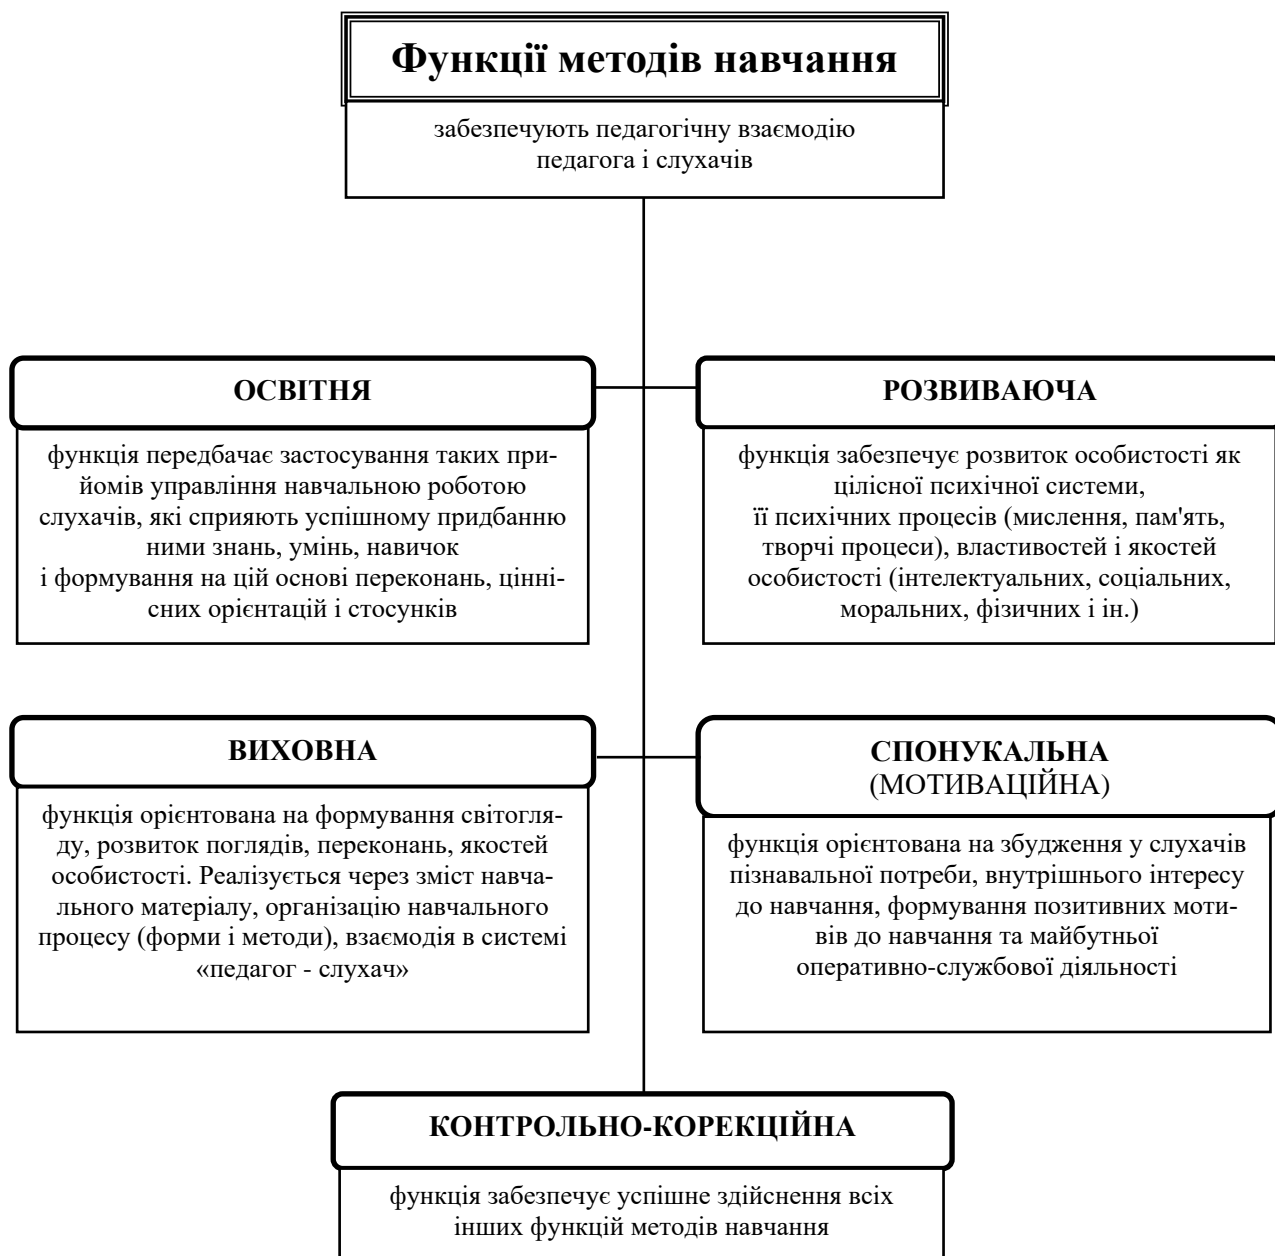 Функції методів навчання
забезпечують педагогічну взаємодію
педагога і слухачів
ОСВІТНЯ
функція передбачає застосування таких при-
йомів управління навчальною роботою
слухачів, які сприяють успішному придбанню
ними знань, умінь, навичок
і формування на цій основі переконань, цінні-
сних орієнтацій і стосунків
РОЗВИВАЮЧА
функція забезпечує розвиток особистості як
цілісної психічної системи,
її психічних процесів (мислення, пам'ять,
творчі процеси), властивостей і якостей
особистості (інтелектуальних, соціальних,
моральних, фізичних і ін.)
ВИХОВНА
функція орієнтована на формування світогля-
ду, розвиток поглядів, переконань, якостей
особистості. Реалізується через зміст навча-
льного матеріалу, організацію навчального
процесу (форми і методи), взаємодія в системі
«педагог - слухач»
СПОНУКАЛЬНА
(МОТИВАЦІЙНА)
функція орієнтована на збудження у слухачів
пізнавальної потреби, внутрішнього інтересу
до навчання, формування позитивних моти-
вів до навчання та майбутньої
оперативно-службової діяльності
КОНТРОЛЬНО-КОРЕКЦІЙНА
функція забезпечує успішне здійснення всіх
інших функцій методів навчання